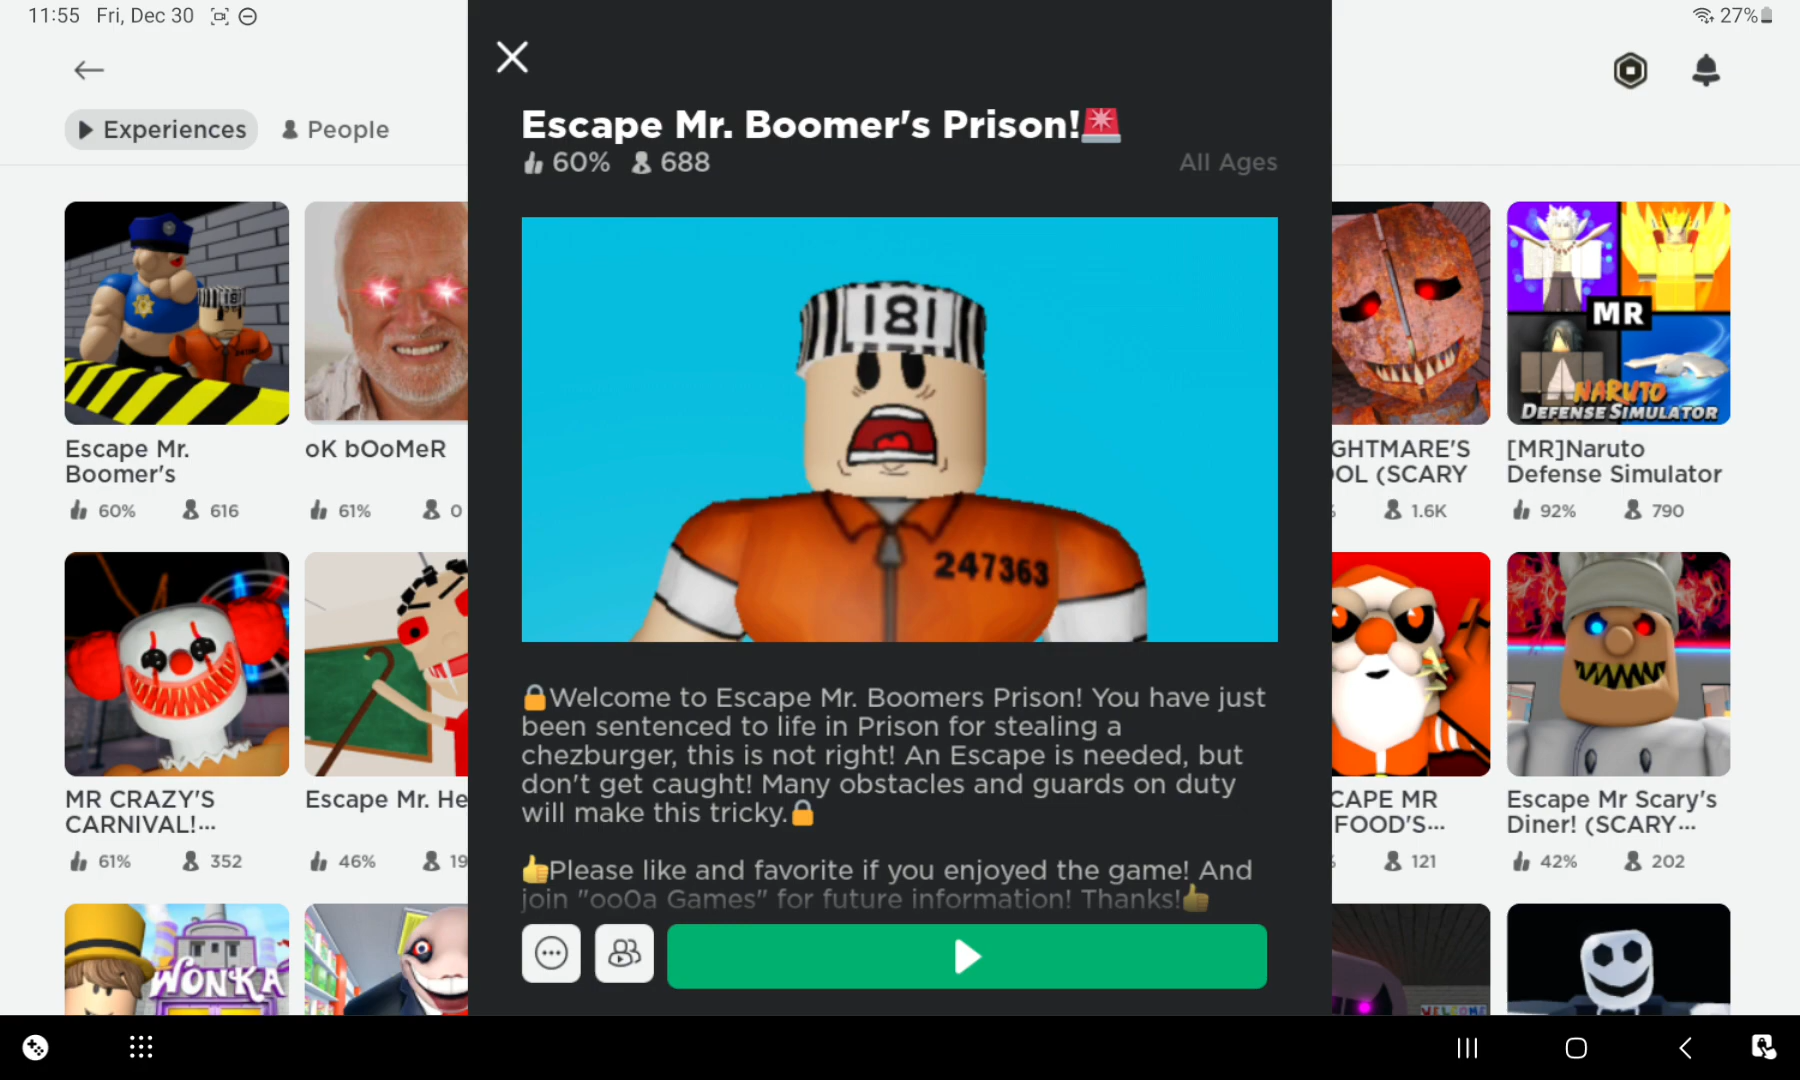 11:55 Fri, Dec 30
27%
Experiences
People
Escape Mr. Boomer's Prison!🚨
60% 688
All Ages
181
247363
🔒Welcome to Escape Mr. Boomers Prison! You have just
been sentenced to life in Prison for stealing a
chezburger, this is not right! An Escape is needed, but
don't get caught! Many obstacles and guards on duty
will make this tricky.🔒
👍Please like and favorite if you enjoyed the game! And
join "ooOa Games" for future information! Thanks!👍
Escape Mr.
Boomer's
60% 616
oK bOoMeR
61% 0
GHTMARE'S
OL (SCARY
1.6K
MR
NARUTO
DEFENSE SIMULATOR
[MR]Naruto
Defense Simulator
92% 790
MR CRAZY'S
CARNIVAL!...
61% 352
Escape Mr. He
46% 19
CAPE MR
FOOD'S...
121
Escape Mr Scary's
Diner! (SCARY...
42% 202
WONKA
WELCOME